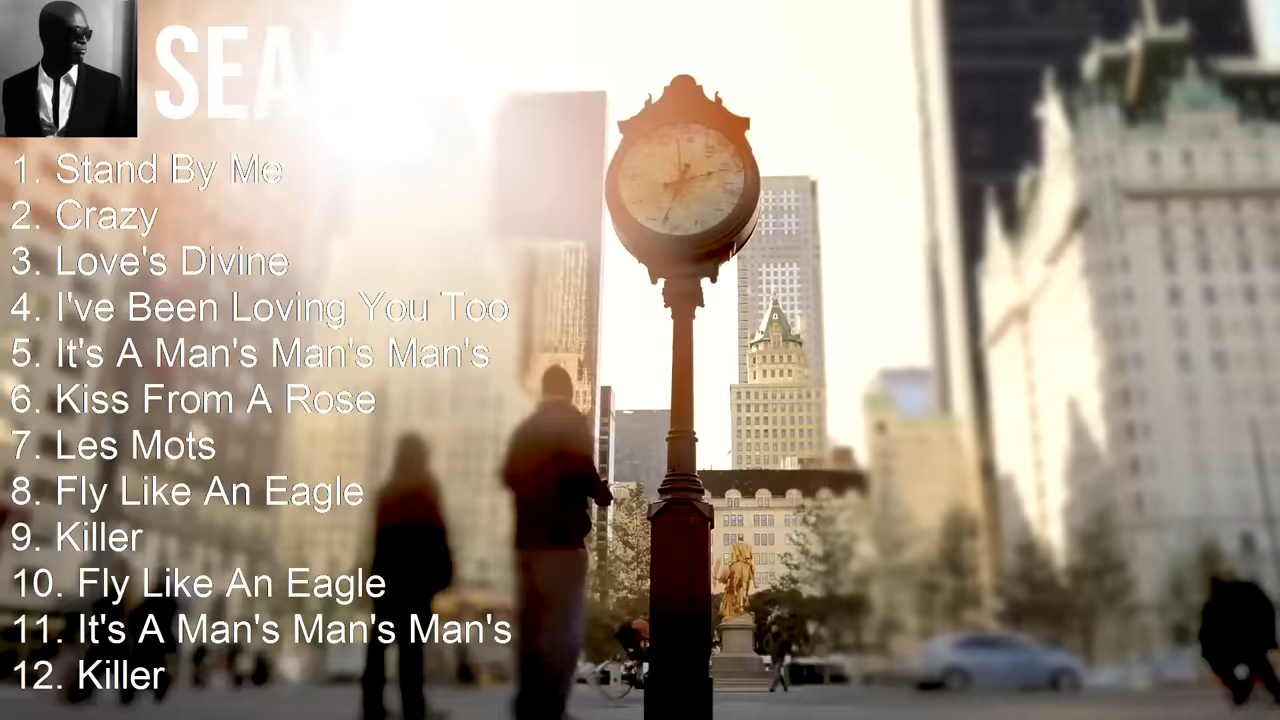 SEAL
1. Stand By Me
2. Crazy
3. Love's Divine
4. I've Been Loving You Too
5. It's A Man's Man's Man's
6. Kiss From A Rose
7. Les Mots
8. Fly Like An Eagle
9. Killer
10. Fly Like An Eagle
11. It's A Man's Man's Man's
12. Killer